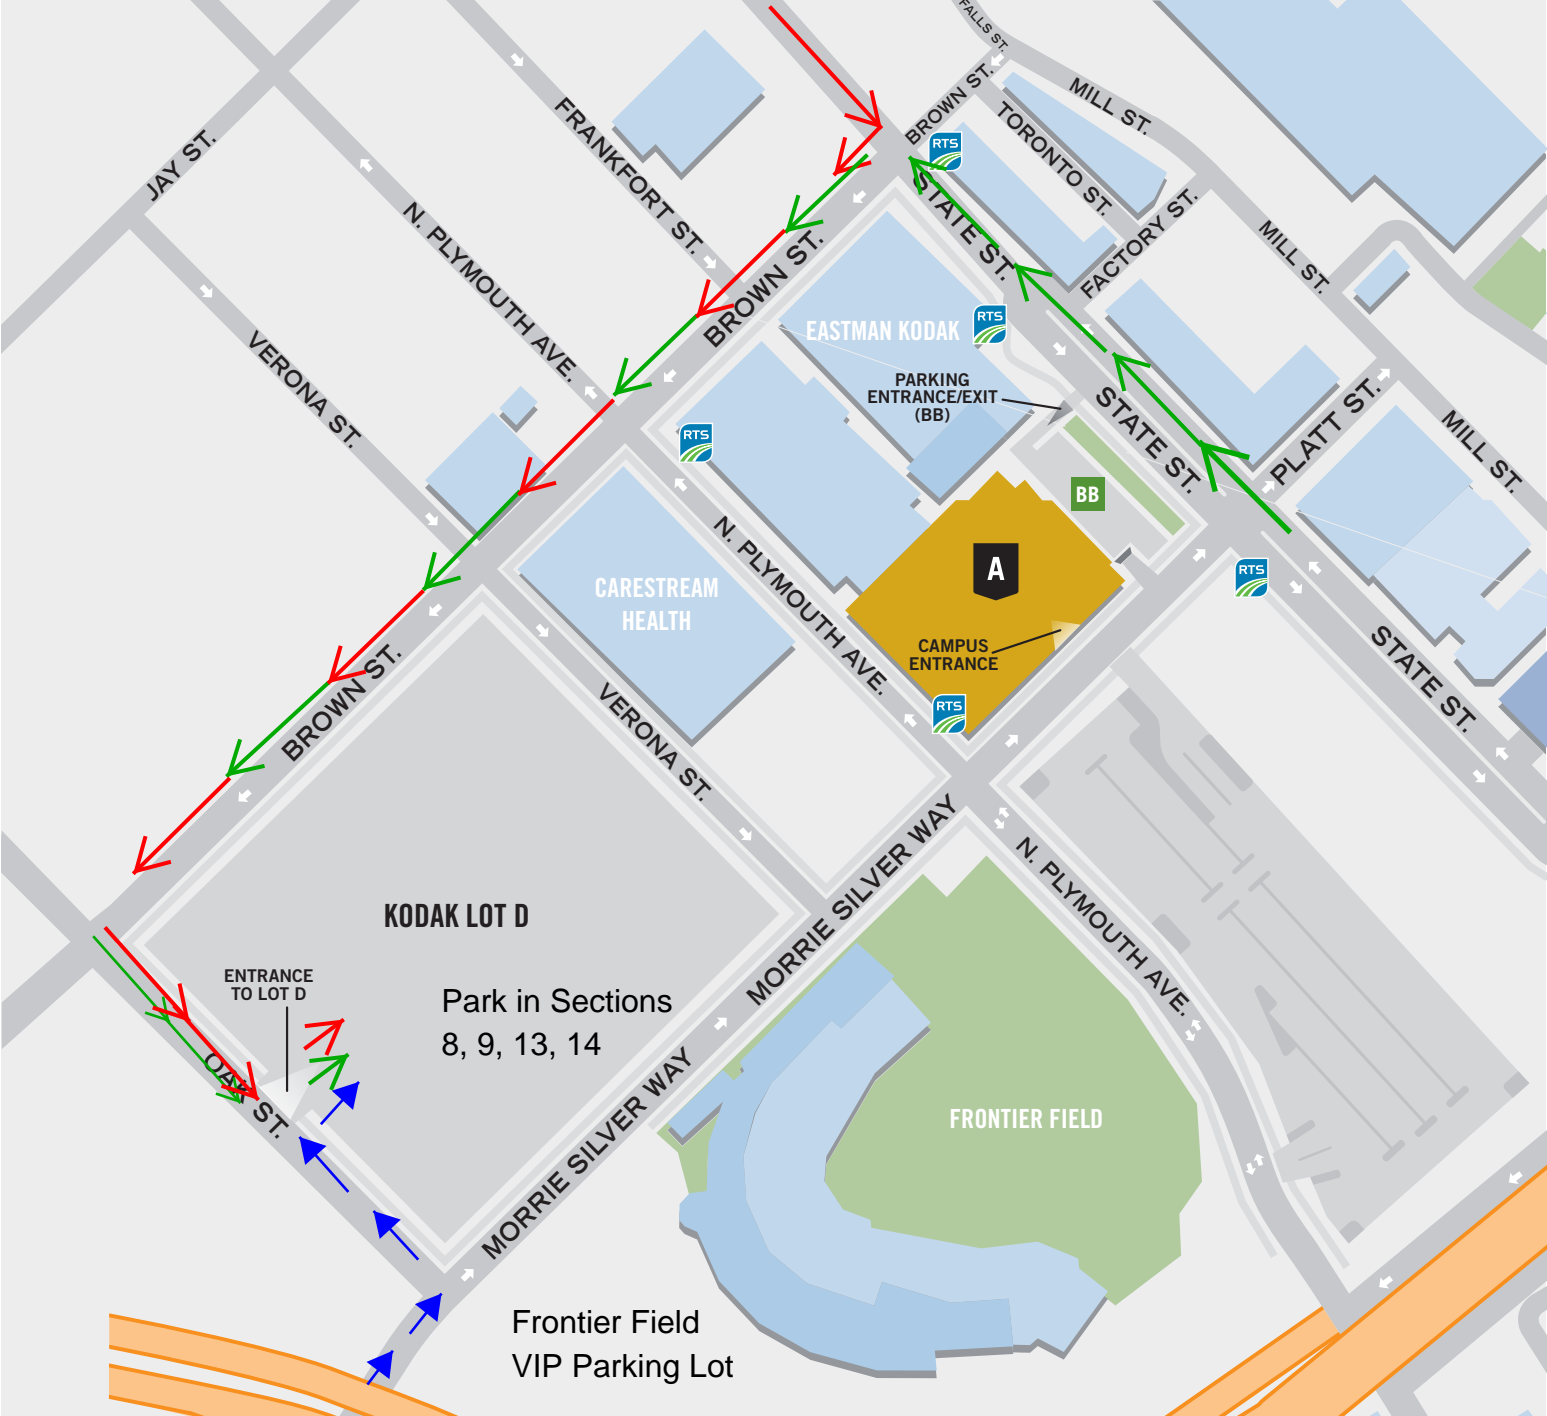 FALLS ST.
BROWN ST.
MILL ST.
TORONTO ST.
FRANKFORT ST.
JAY ST.
RTS
STATE ST.
N. PLYMOUTH AVE.
FACTORY ST.
MILL ST.
BROWN ST.
VERONA ST.
EASTMAN KODAK
RTS
PARKING
ENTRANCE/EXIT
(BB)
STATE ST.
PLATT ST.
MILL ST.
RTS
BB
A
N. PLYMOUTH AVE.
CARESTREAM
HEALTH
RTS
CAMPUS
ENTRANCE
STATE ST.
BROWN ST.
VERONA ST.
RTS
MORRIE SILVER WAY
N. PLYMOUTH AVE.
KODAK LOT D
ENTRANCE
TO LOT D
Park in Sections
8, 9, 13, 14
OAK ST.
MORRIE SILVER WAY
FRONTIER FIELD
Frontier Field
VIP Parking Lot